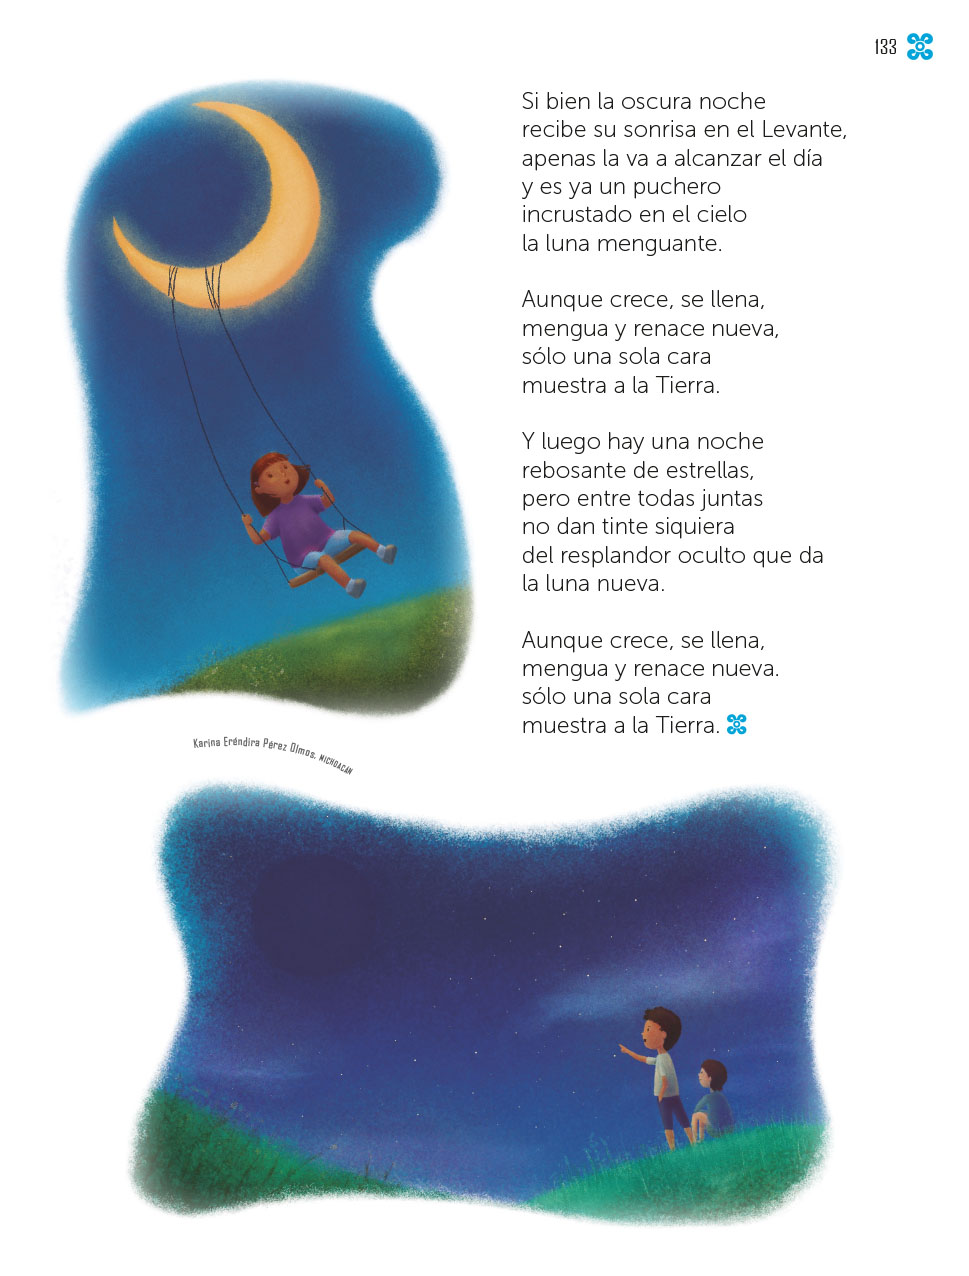 133
Si bien la oscura noche
recibe su sonrisa en el Levante,
apenas la va a alcanzar el día
y es ya un puchero
incrustado en el cielo
la luna menguante.
Aunque crece, se llena,
mengua y renace nueva,
sólo una sola cara
muestra a la Tierra.
Y luego hay una noche
rebosante de estrellas,
pero entre todas juntas
no dan tinte siquiera
del resplandor oculto que da
la luna nueva.
Aunque crece, se llena,
mengua y renace nueva.
sólo una sola cara
muestra a la Tierra.
Karina Eréndira Pérez Olmos, MICHOACÁN